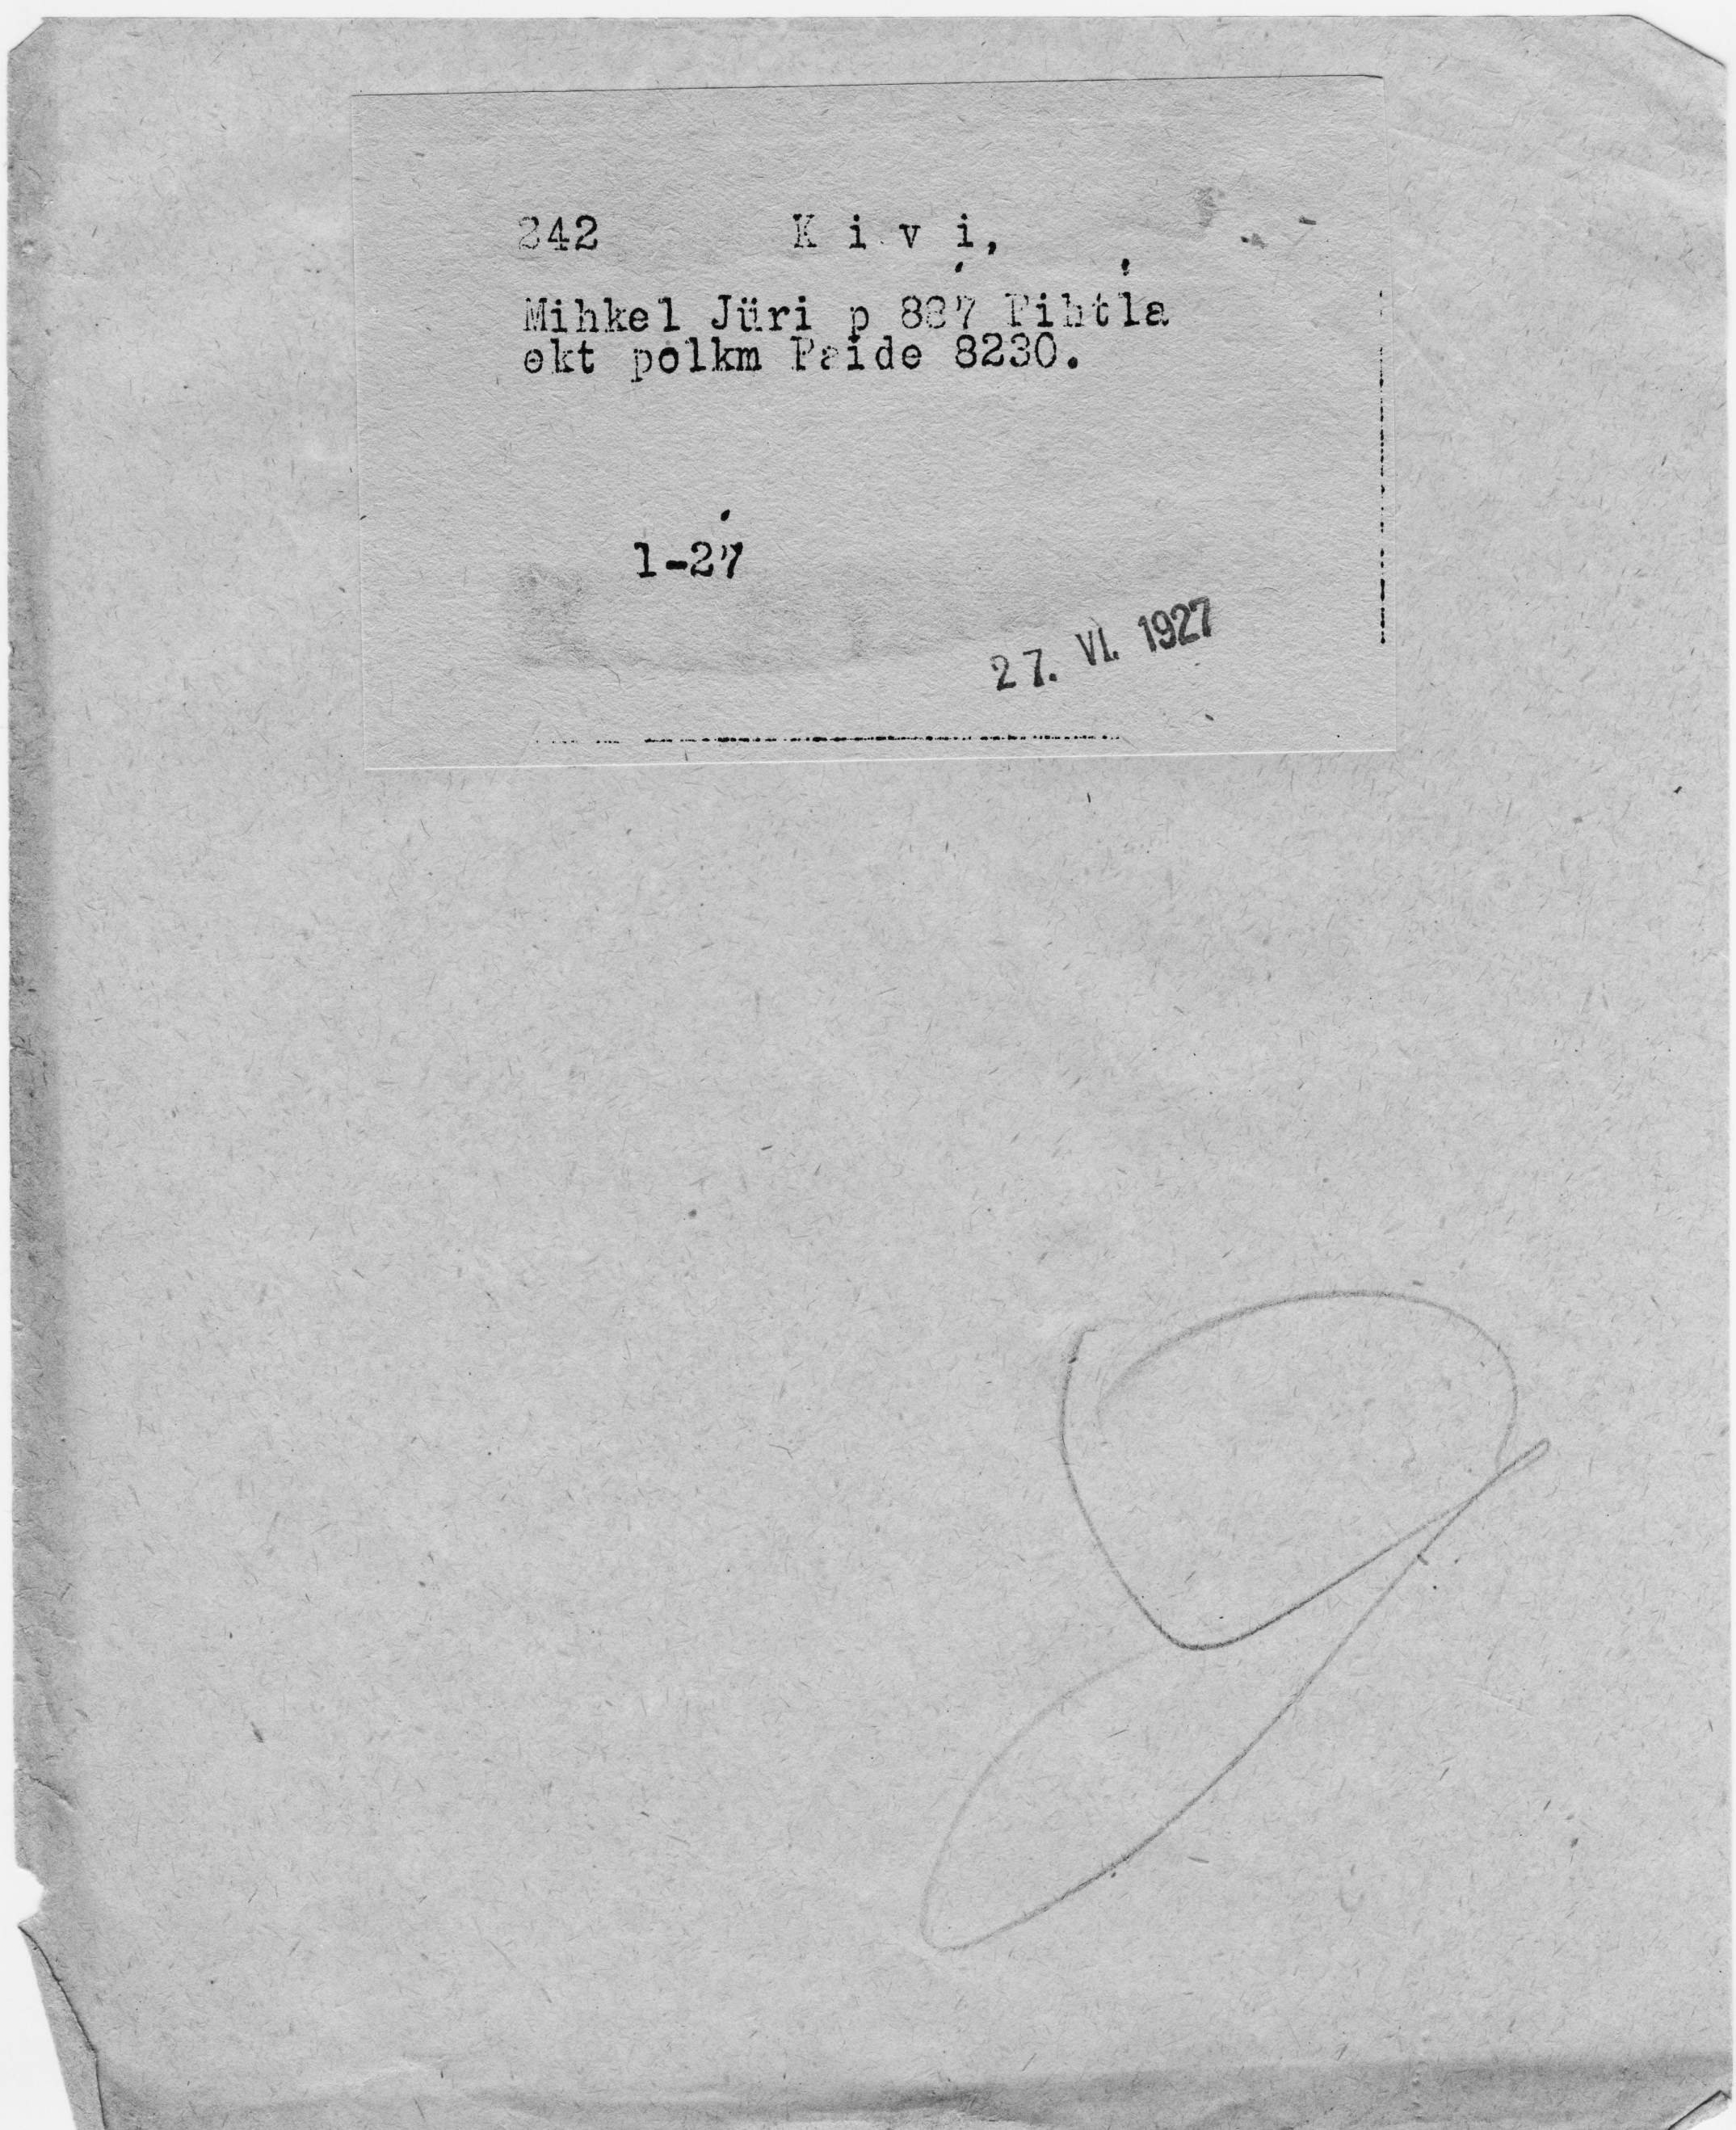 242 K i v i,
Mihkel Jüri p 887 Pihtla
ekt polkm Paide 8230.
1-27
27. VI. 1927